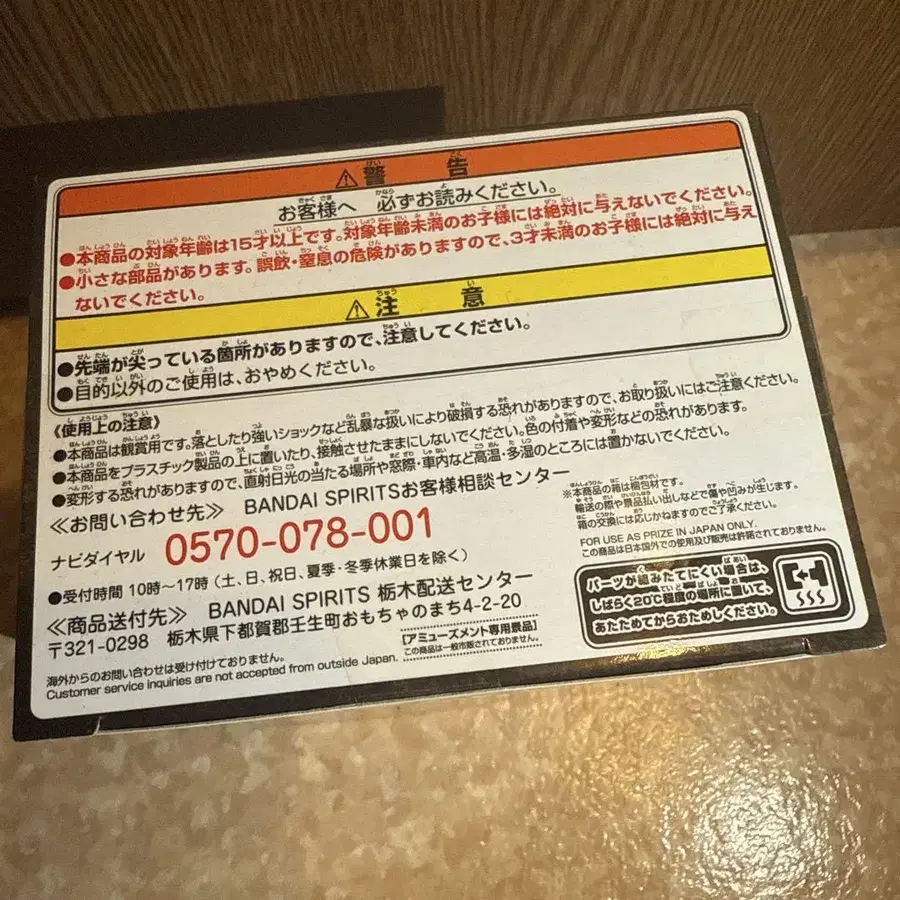 ⚠警告
お客様へ 必ずお読みください。
●本商品の対象年齢は15才以上です。対象年齢未満のお子様には絶対に与えないでください。
●小さな部品があります。誤飲・窒息の危険がありますので、3才未満のお子様には絶対に与え
ないでください。
⚠注意
●先端が尖っている箇所がありますので、注意してください。
●目的以外のご使用は、おやめください。
《使用上の注意》
●本商品は観賞用です。落としたり強いショックなど乱暴な扱いにより破損する恐れがありますので、お取り扱いにはご注意ください。
●本商品をプラスチック製品の上に置いたり、接触させたままにしないでください。色の付着や変形などの恐れがあります。
●変形する恐れがありますので、直射日光の当たる場所や窓際・車内など高温・多湿のところには置かないでください。
≪お問い合わせ先≫ BANDAI SPIRITSお客様相談センター
ナビダイヤル 0570-078-001
●受付時間 10時〜17時(土、日、祝日、夏季・冬季休業日を除く)
≪商品送付先≫ BANDAI SPIRITS 栃木配送センター
〒321-0298 栃木県下都賀郡壬生町おもちゃのまち4-2-20
海外からのお問い合わせは受け付けておりません。
Customer service inquiries are not accepted from outside Japan.
【アミューズメント専用景品】
この商品は一般市販されておりません。
※本商品の箱は梱包材です。
輸送の際や景品払い出しなどで傷や凹みが生じます。
箱の交換には応じかねますのでご了承ください。
FOR USE AS PRIZE IN JAPAN ONLY.
この商品は日本国外での使用及び販売は許諾されておりません。
パーツが組みたてにくい場合は、
しばらく20℃程度の場所に置いて、
あたためてからおためしください。